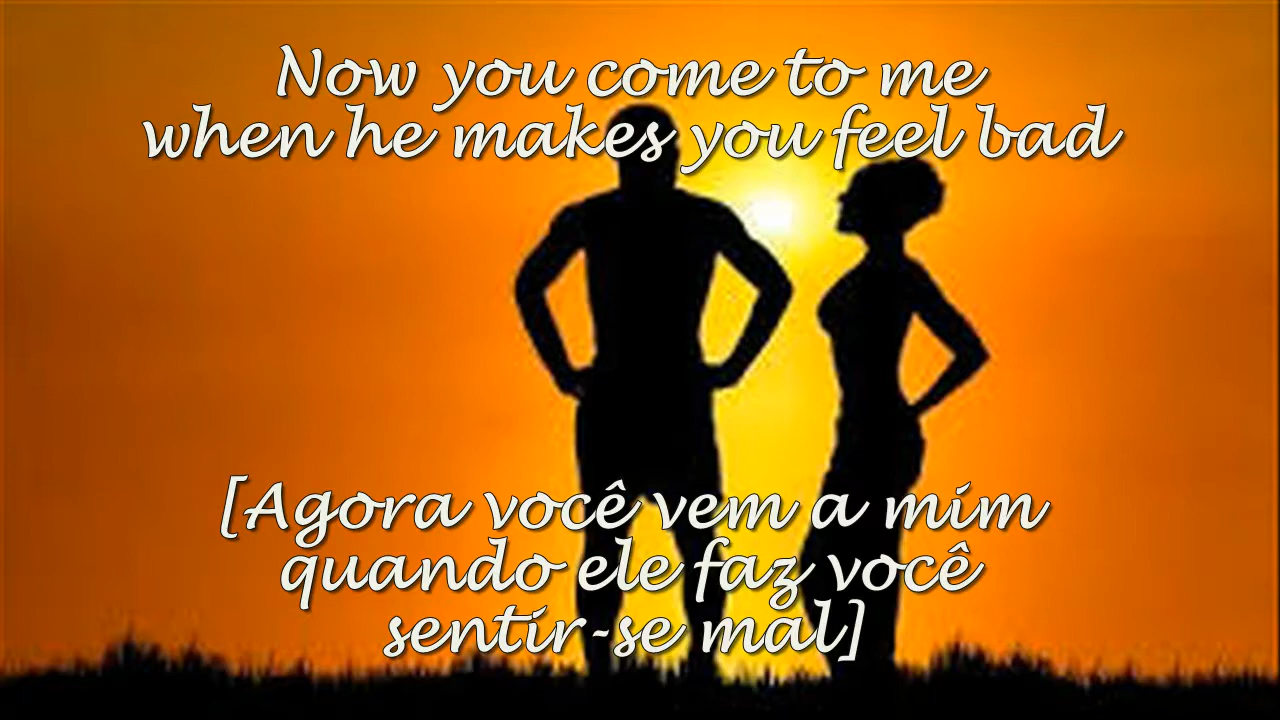 Now you come to me
when he makes you feel bad
[Agora você vem a mim
quando ele faz você
sentir-se mal]